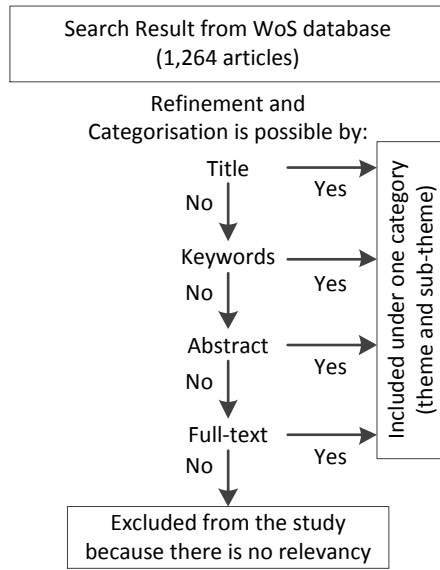 Search Result from WoS database
(1,264 articles)
Refinement and
Categorisation is possible by:
Title
Yes
No
Keywords
Yes
No
Abstract
Yes
No
Full-text
Yes
No
Included under one category
(theme and sub-theme)
Excluded from the study
because there is no relevancy